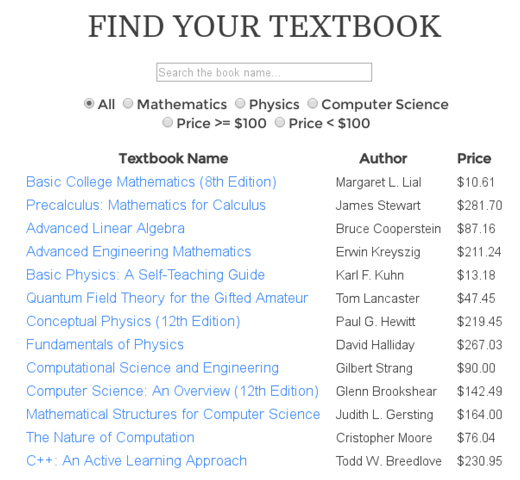 FIND YOUR TEXTBOOK
Search the book name...
All Mathematics Physics Computer Science
Price >= $100 Price < $100
Textbook Name Author Price
Basic College Mathematics (8th Edition) Margaret L. Lial $10.61
Precalculus: Mathematics for Calculus James Stewart $281.70
Advanced Linear Algebra Bruce Cooperstein $87.16
Advanced Engineering Mathematics Erwin Kreyszig $211.24
Basic Physics: A Self-Teaching Guide Karl F. Kuhn $13.18
Quantum Field Theory for the Gifted Amateur Tom Lancaster $47.45
Conceptual Physics (12th Edition) Paul G. Hewitt $219.45
Fundamentals of Physics David Halliday $267.03
Computational Science and Engineering Gilbert Strang $90.00
Computer Science: An Overview (12th Edition) Glenn Brookshear $142.49
Mathematical Structures for Computer Science Judith L. Gersting $164.00
The Nature of Computation Cristopher Moore $76.04
C++: An Active Learning Approach Todd W. Breedlove $230.95